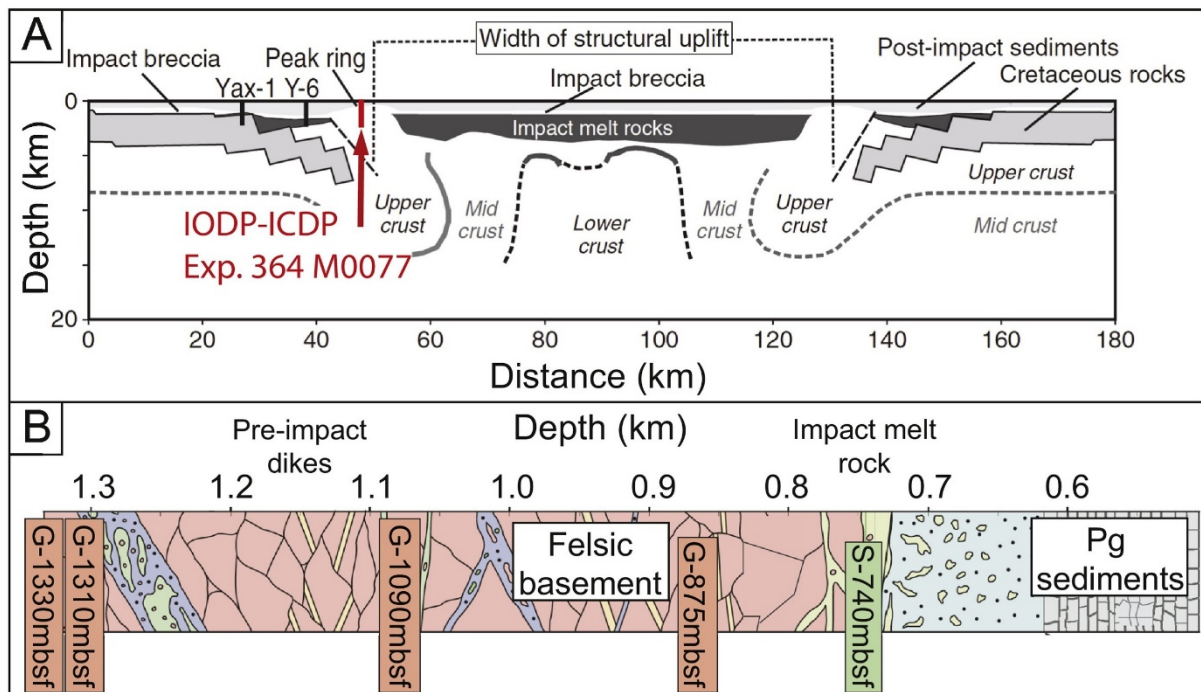 A
Impact breccia
Yax-1
Y-6
Peak ring
Width of structural uplift
Impact breccia
Post-impact sediments
Cretaceous rocks
Impact melt rocks
0
20
Depth (km)
IODP-ICDP
Exp. 364 M0077
Upper
crust
Mid
crust
Lower
crust
Mid
crust
Upper
crust
Upper crust
Mid crust
0 20 40 60 80 100 120 140 160 180
Distance (km)
B
Depth (km)
Pre-impact
dikes
Impact melt
rock
1.3 1.2 1.1 1.0 0.9 0.8 0.7 0.6
G-1330mbsf
G-1310mbsf
G-1090mbsf
Felsic
basement
G-875mbsf
S-740mbsf
Pg
sediments